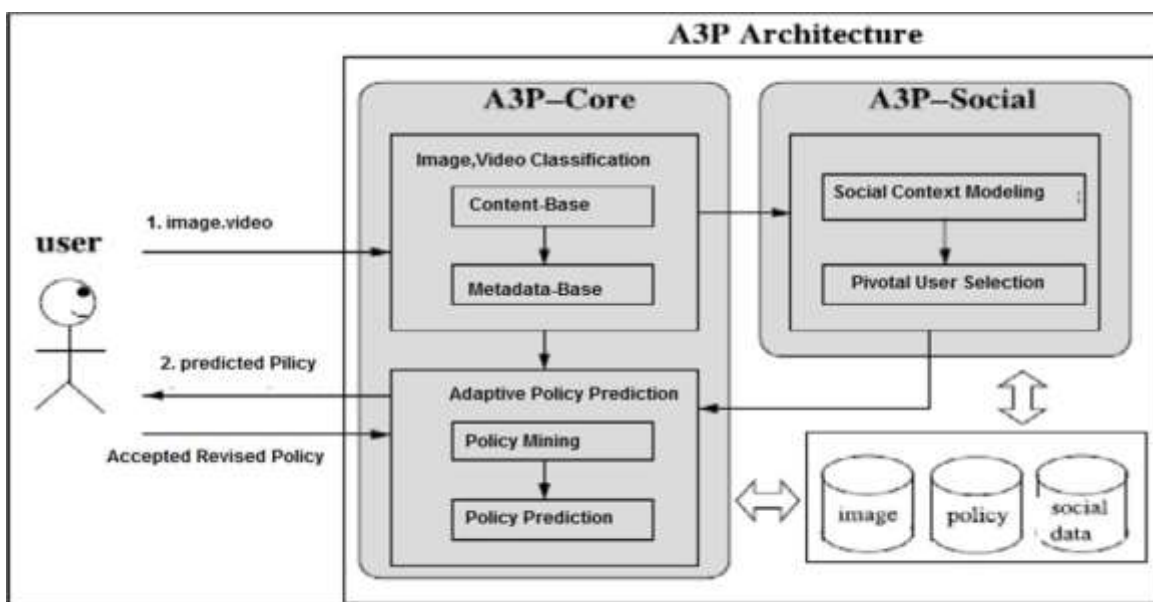 A3P Architecture
A3P–Core
A3P–Social
Image,Video Classification
Content-Base
Metadata-Base
Social Context Modeling
Pivotal User Selection
user
1. image.video
2. predicted Pilicy
Accepted Revised Policy
Adaptive Policy Prediction
Policy Mining
Policy Prediction
image
policy
social
data